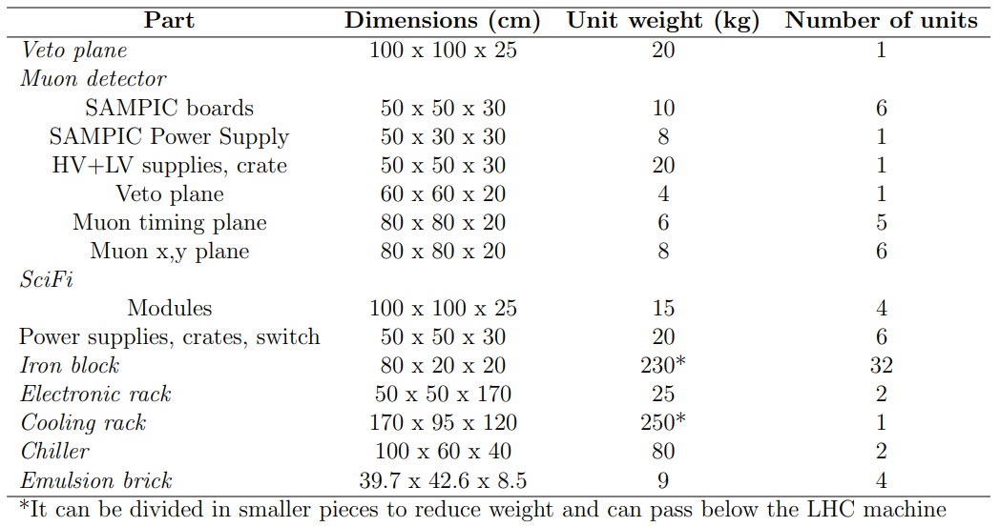 Part Dimensions (cm) Unit weight (kg) Number of units
Veto plane 100 x 100 x 25 20 1
Muon detector
SAMPIC boards 50 x 50 x 30 10 6
SAMPIC Power Supply 50 x 30 x 30 8 1
HV+LV supplies, crate 50 x 50 x 30 20 1
Veto plane 60 x 60 x 20 4 1
Muon timing plane 80 x 80 x 20 6 5
Muon x,y plane 80 x 80 x 20 8 6
SciFi
Modules 100 x 100 x 25 15 4
Power supplies, crates, switch 50 x 50 x 30 20 6
Iron block 80 x 20 x 20 230* 32
Electronic rack 50 x 50 x 170 25 2
Cooling rack 170 x 95 x 120 250* 1
Chiller 100 x 60 x 40 80 2
Emulsion brick 39.7 x 42.6 x 8.5 9 4
*It can be divided in smaller pieces to reduce weight and can pass below the LHC machine